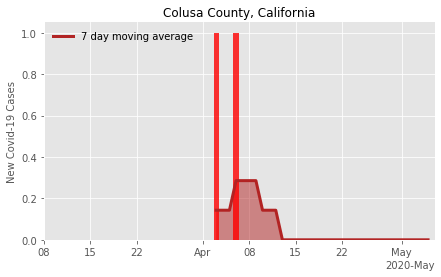 Colusa County, California
7 day moving average
New Covid-19 Cases
1.0
0.8
0.6
0.4
0.2
0.0
08 15 22 Apr 08 15 22 May
2020-May